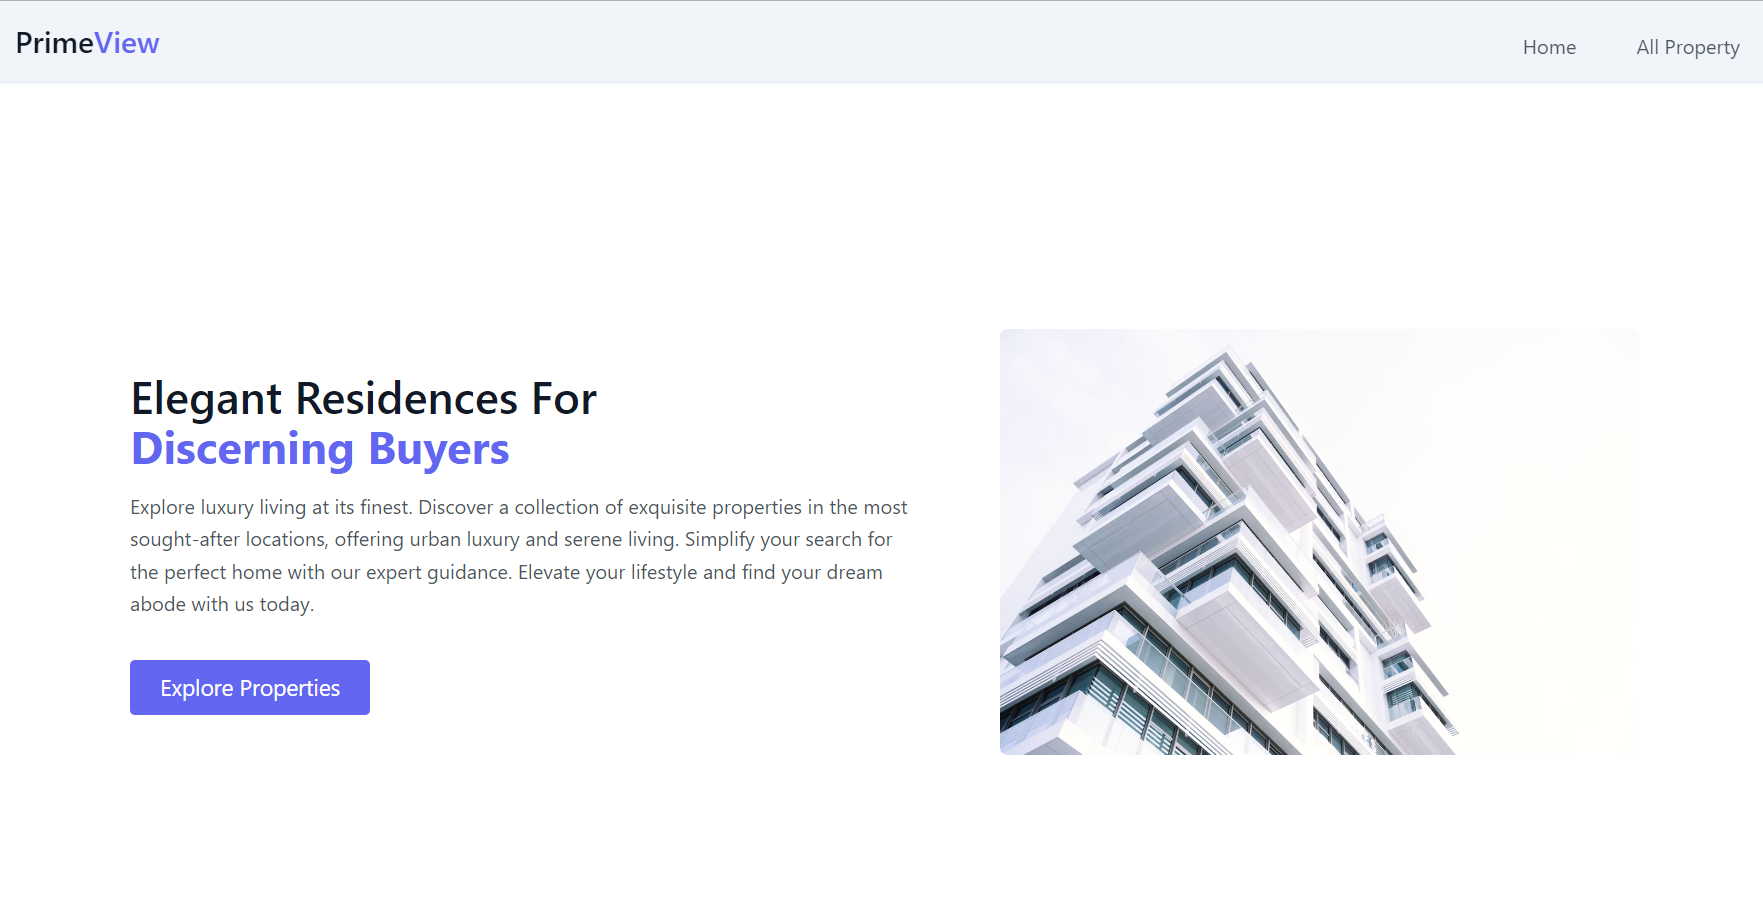 PrimeView
Home
All Property
Elegant Residences For
Discerning Buyers
Explore luxury living at its finest. Discover a collection of exquisite properties in the most
sought-after locations, offering urban luxury and serene living. Simplify your search for
the perfect home with our expert guidance. Elevate your lifestyle and find your dream
abode with us today.
Explore Properties